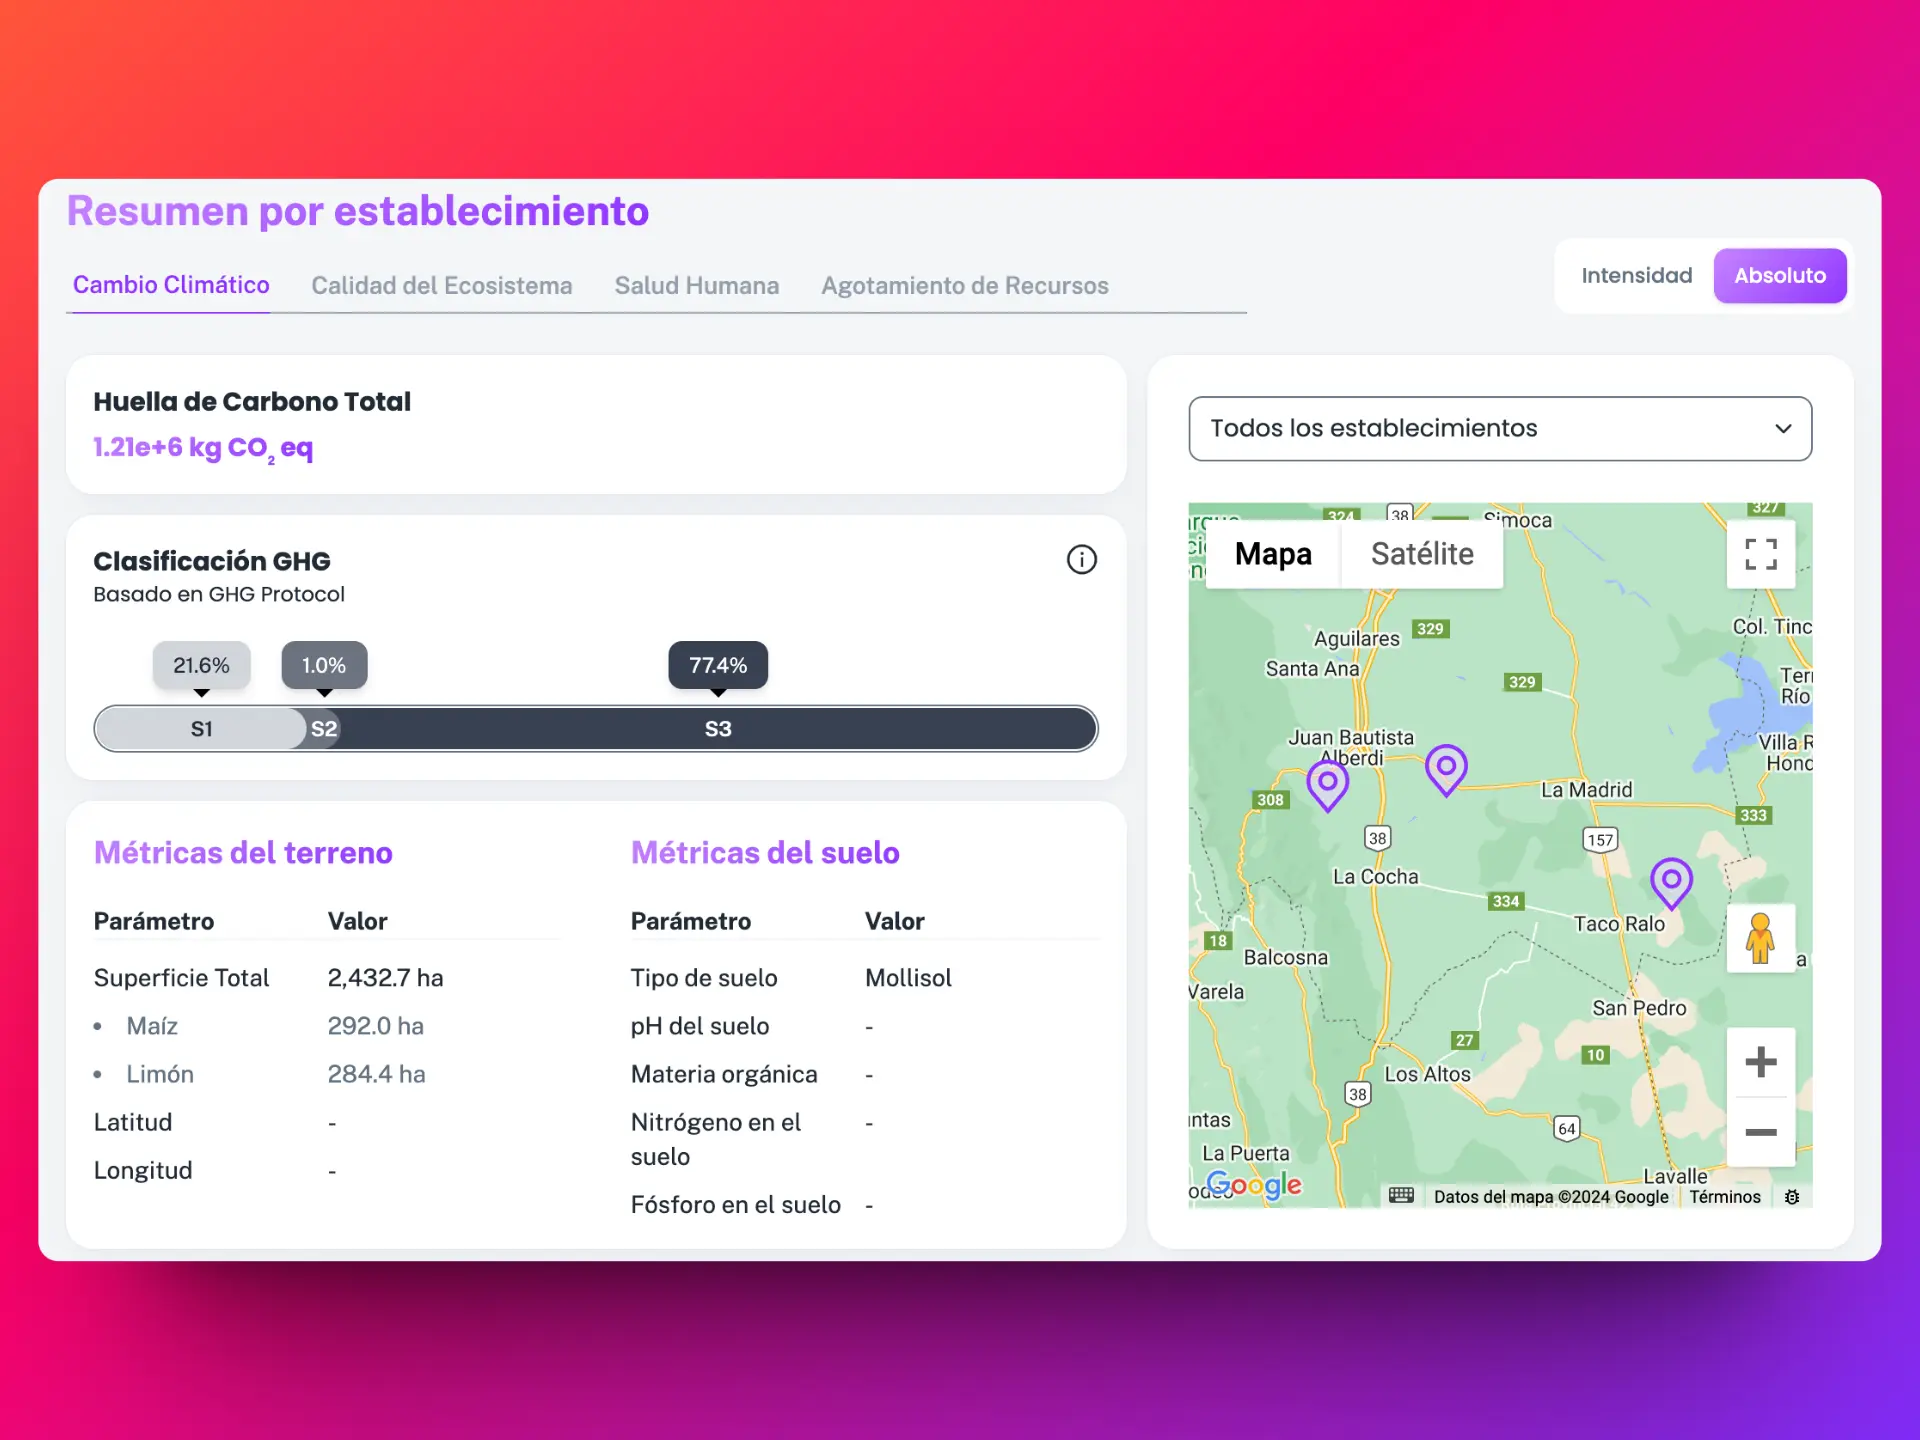 Resumen por establecimiento
Cambio Climático
Calidad del Ecosistema
Salud Humana
Agotamiento de Recursos
Intensidad
Absoluto
Huella de Carbono Total
1.21e+6 kg CO₂ eq
Clasificación GHG
Basado en GHG Protocol
21.6%
1.0%
77.4%
S1
S2
S3
Métricas del terreno
Parámetro Valor
Superficie Total 2,432.7 ha
• Maíz 292.0 ha
• Limón 284.4 ha
Latitud -
Longitud -
Métricas del suelo
Parámetro Valor
Tipo de suelo Mollisol
pH del suelo -
Materia orgánica -
Nitrógeno en el -
suelo
Fósforo en el suelo -
Todos los establecimientos
324
38
Simoca
327
Mapa
Satélite
Aguilares
329
Santa Ana
329
Col. Tinc
Río
Juan Bautista
Alberdi
Villa R
Hond
308
La Madrid
333
38
157
La Cocha
334
Taco Ralo
18
Balcosna
Varela
San Pedro
27
10
Los Altos
38
64
untas
La Puerta
Lavalle
Google
Datos del mapa ©2024 Google
Términos